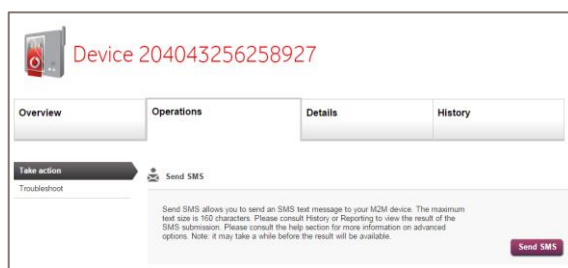 Device 204043256258927
Overview
Operations
Details
History
Take action
Troubleshoot
Send SMS
Send SMS allows you to send an SMS text message to your M2M device. The maximum
text size is 160 characters. Please consult History or Reporting to view the result of the
SMS submission. Please consult the help section for more information on advanced
options. Note: it may take a while before the result will be available.
Send SMS